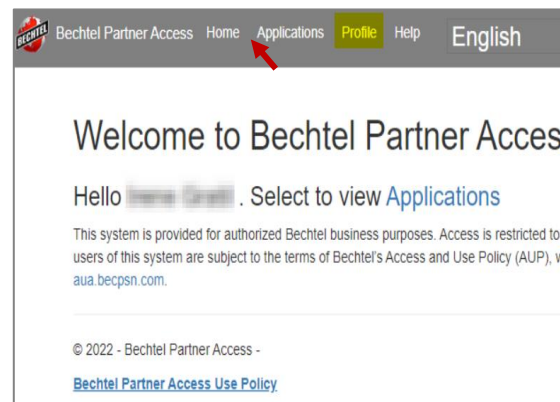 BECHTEL Bechtel Partner Access Home Applications Profile Help English
Welcome to Bechtel Partner Acces
Hello . Select to view Applications
This system is provided for authorized Bechtel business purposes. Access is restricted to
users of this system are subject to the terms of Bechtel's Access and Use Policy (AUP), w
aua.becpsn.com.
© 2022 - Bechtel Partner Access -
Bechtel Partner Access Use Policy